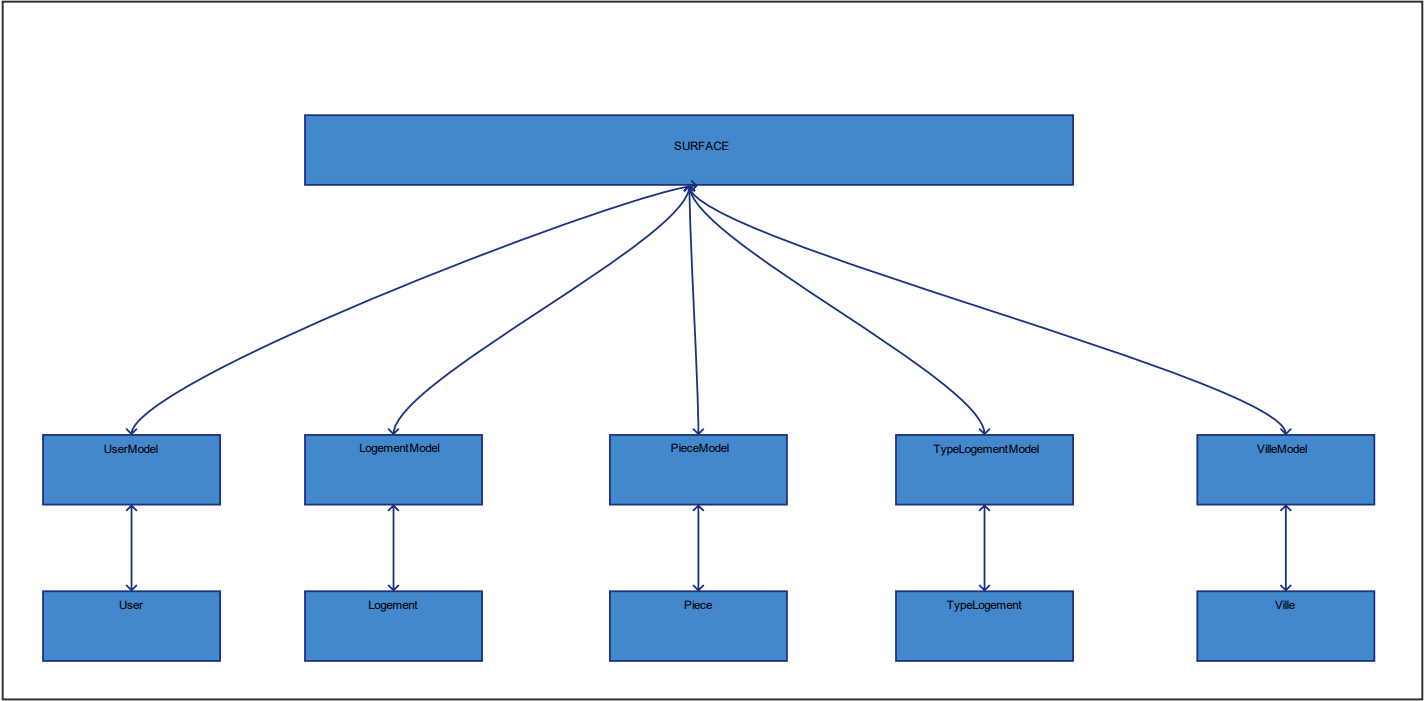 SURFACE
UserModel
LogementModel
PieceModel
TypeLogementModel
VilleModel
User
Logement
Piece
TypeLogement
Ville